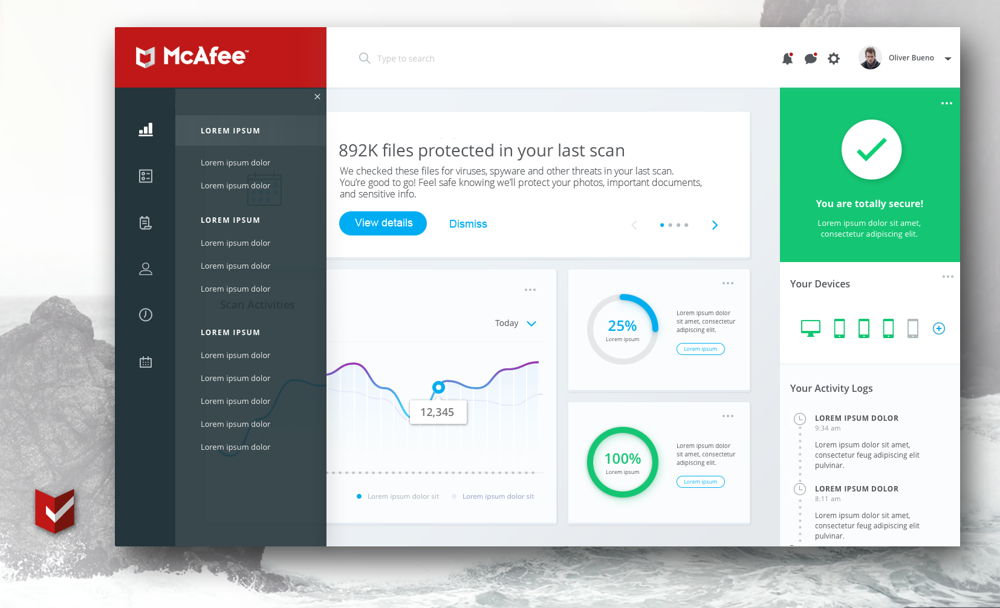 McAfee™
Type to search
Oliver Bueno
LOREM IPSUM
Lorem ipsum dolor
Lorem ipsum dolor
LOREM IPSUM
Lorem ipsum dolor
Lorem ipsum dolor
Lorem ipsum dolor
Scan Activities
LOREM IPSUM
Lorem ipsum dolor
Lorem ipsum dolor
Lorem ipsum dolor
Lorem ipsum dolor
Lorem ipsum dolor
892K files protected in your last scan
We checked these files for viruses, spyware and other threats in your last scan.
You’re good to go! Feel safe knowing we’ll protect your photos, important documents,
and sensitive info.
View details
Dismiss
Today
12,345
Lorem ipsum dolor sit
Lorem ipsum dolor sit
25%
Lorem ipsum
Lorem ipsum dolor
sit amet, consectetur
adipiscing elit.
Lorem ipsum
100%
Lorem ipsum
Lorem ipsum dolor
sit amet, consectetur
adipiscing elit.
Lorem ipsum
You are totally secure!
Lorem ipsum dolor sit amet,
consectetur adipiscing elit.
Your Devices
Your Activity Logs
LOREM IPSUM DOLOR
9:34 am
Lorem ipsum dolor sit amet,
consectetur feug adipiscing elit
pulvinar.
LOREM IPSUM DOLOR
8:11 am
Lorem ipsum dolor sit amet,
consectetur feug adipiscing elit
pulvinar.